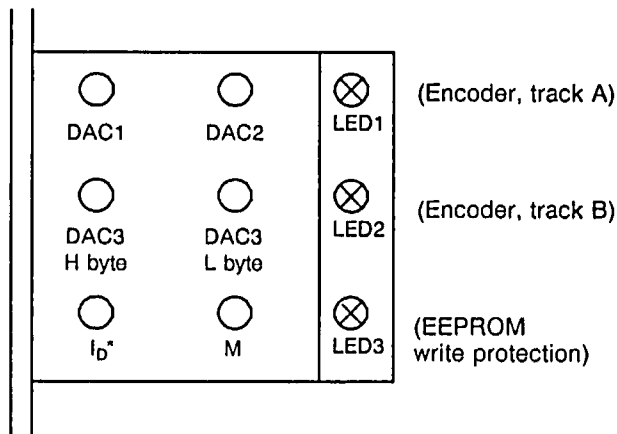 DAC1 DAC2 LED1 (Encoder, track A)
DAC3 DAC3 LED2 (Encoder, track B)
H byte L byte
I_D* M LED3 (EEPROM
write protection)